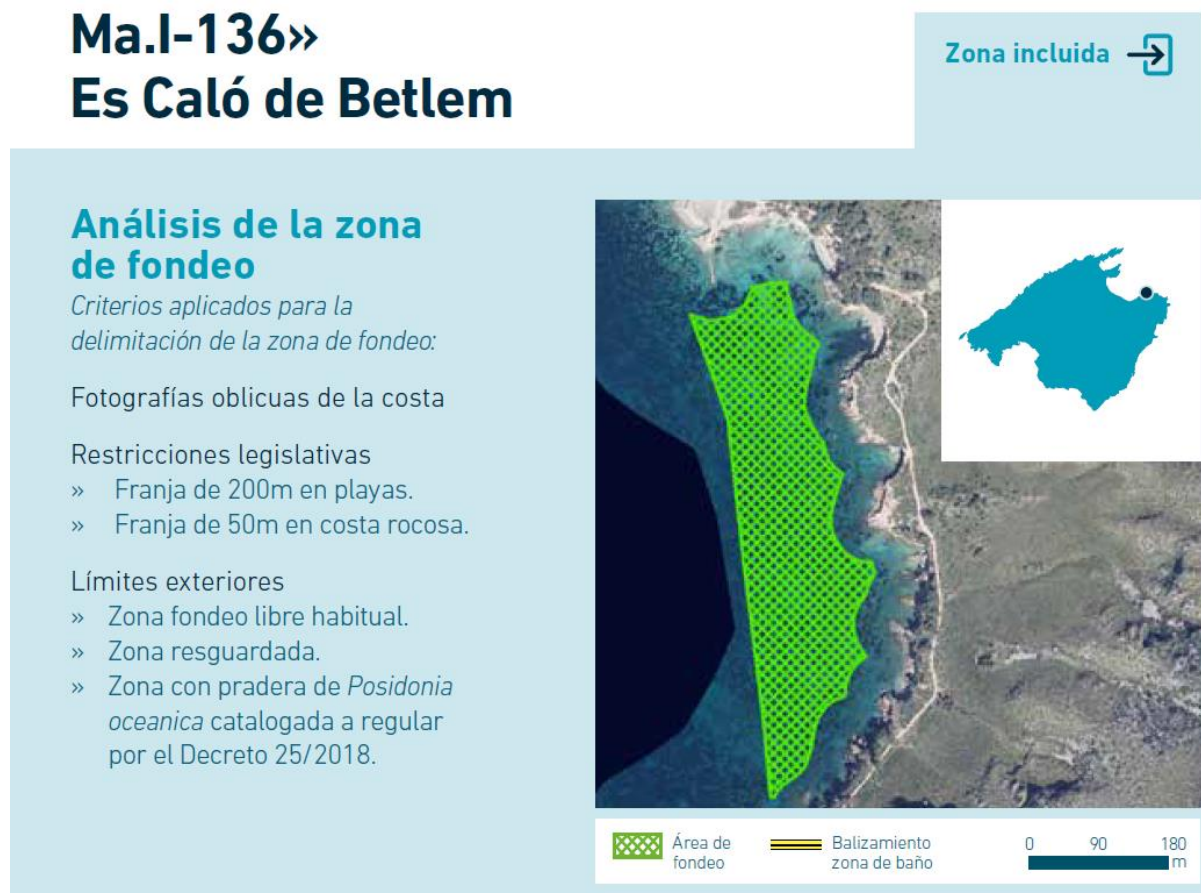 Ma.I-136»
Es Caló de Betlem
Zona incluida
Análisis de la zona
de fondeo
Criterios aplicados para la
delimitación de la zona de fondeo:
Fotografías oblicuas de la costa
Restricciones legislativas
» Franja de 200m en playas.
» Franja de 50m en costa rocosa.
Límites exteriores
» Zona fondeo libre habitual.
» Zona resguardada.
» Zona con pradera de Posidonia
oceanica catalogada a regular
por el Decreto 25/2018.
Área de
fondeo
Balizamiento
zona de baño
0 90 180
m